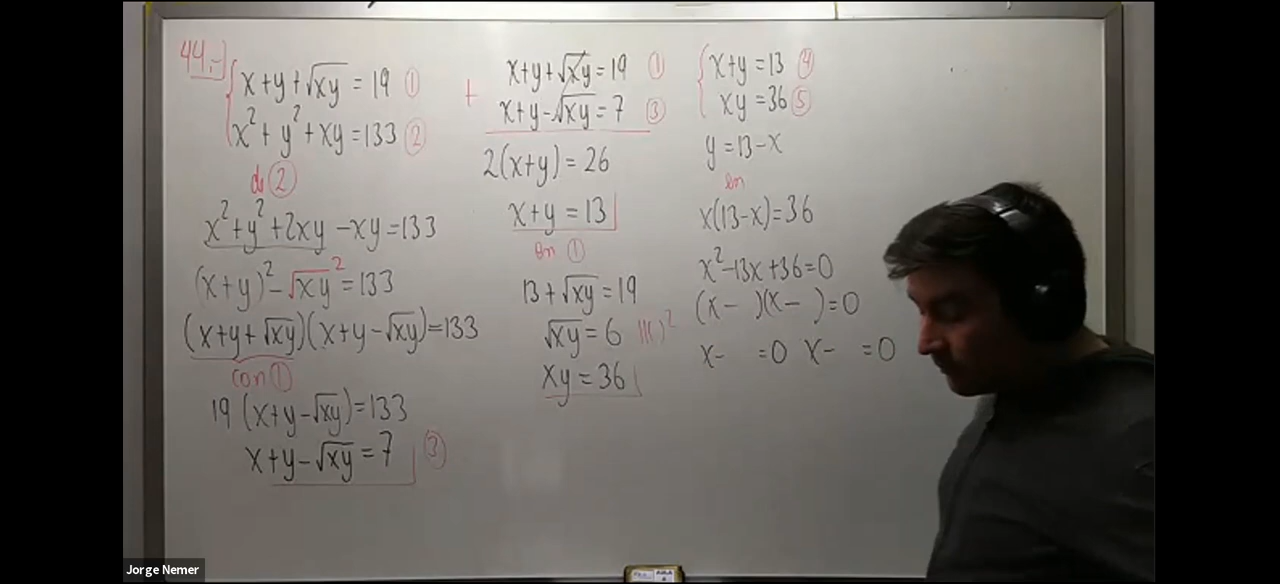 44.-
x+y+√xy = 19 ①
x²+y²+xy=133 ②
de ②
x²+y²+2xy-xy=133
(x+y)²-√xy²=133
(x+y+√xy)(x+y-√xy)=133
con ①
19(x+y-√xy)=133
x+y-√xy=7 ③
x+y+√xy=19 ①
+
x+y-√xy=7 ③
2(x+y)=26
x+y=13
en ①
13+√xy=19
√xy=6 //( )²
xy=36
x+y=13 ④
xy=36 ⑤
y=13-x
en
x(13-x)=36
x²-13x+36=0
(x- )(x- )=0
x- =0 x- =0
Jorge Nemer